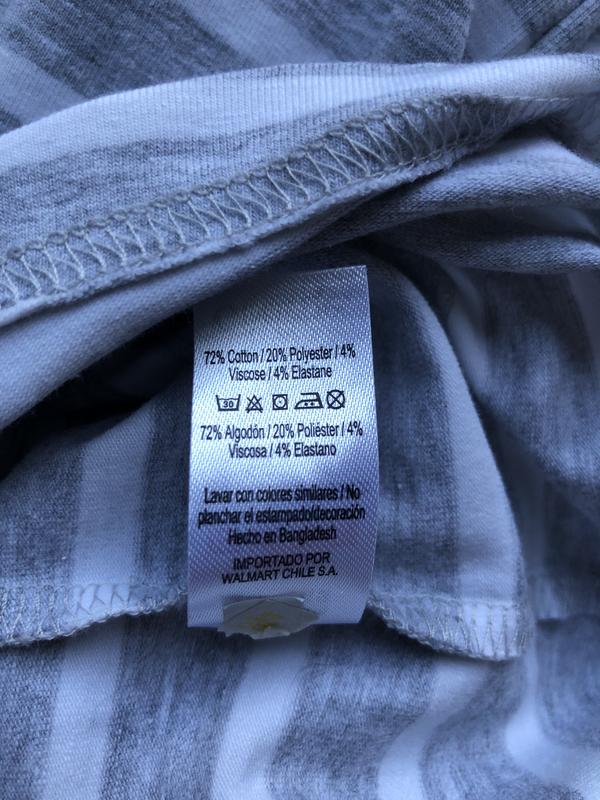 72% Cotton / 20% Polyester / 4%
Viscose / 4% Elastane
30
72% Algodón / 20% Poliéster / 4%
Viscosa / 4% Elastano
Lavar con colores similares / No
planchar el estampado/decoración
Hecho en Bangladesh
IMPORTADO POR
WALMART CHILE S.A.